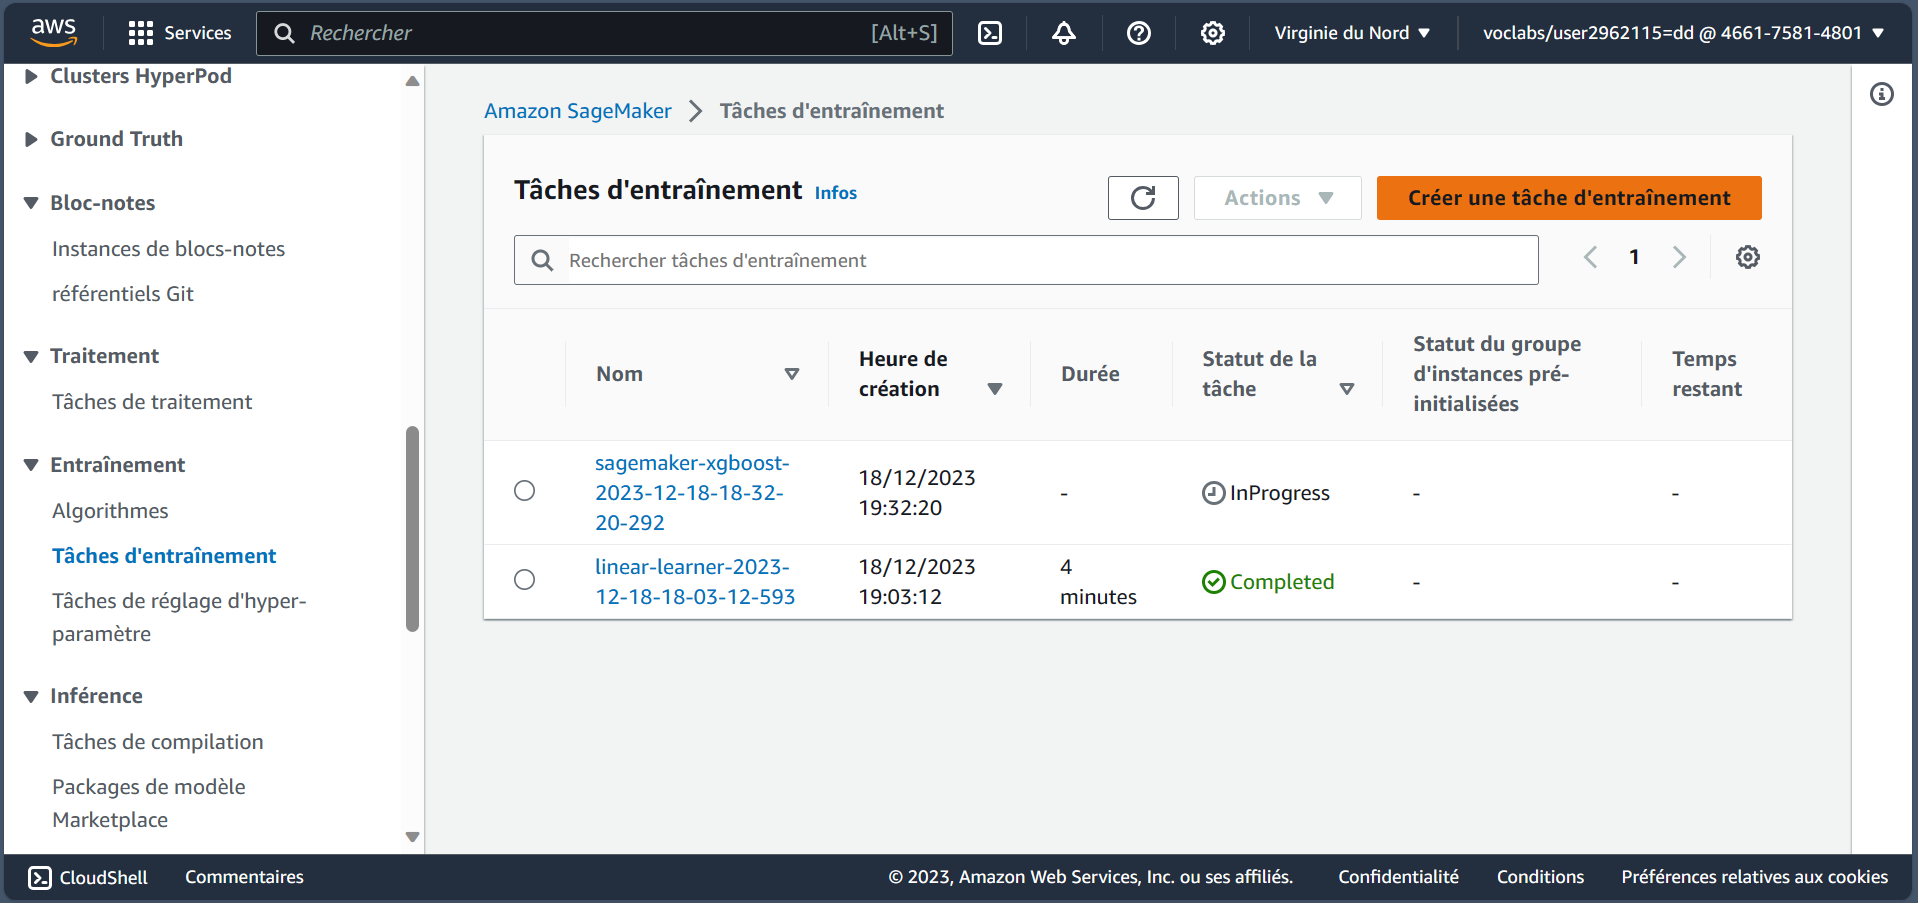 aws
Services
Rechercher
[Alt+S]
Virginie du Nord
voclabs/user2962115=dd @ 4661-7581-4801
Clusters HyperPod
Ground Truth
Bloc-notes
Instances de blocs-notes
référentiels Git
Traitement
Tâches de traitement
Entraînement
Algorithmes
Tâches d'entraînement
Tâches de réglage d'hyper-
paramètre
Inférence
Tâches de compilation
Packages de modèle
Marketplace
Amazon SageMaker
Tâches d'entraînement
Tâches d'entraînement
Infos
Actions
Créer une tâche d'entraînement
Rechercher tâches d'entraînement
1
Nom
Heure de
création
Durée
Statut de la
tâche
Statut du groupe
d'instances pré-
initialisées
Temps
restant
sagemaker-xgboost-
2023-12-18-18-32-
20-292
18/12/2023
19:32:20
-
InProgress
-
-
linear-learner-2023-
12-18-18-03-12-593
18/12/2023
19:03:12
4
minutes
Completed
-
-
CloudShell
Commentaires
© 2023, Amazon Web Services, Inc. ou ses affiliés.
Confidentialité
Conditions
Préférences relatives aux cookies